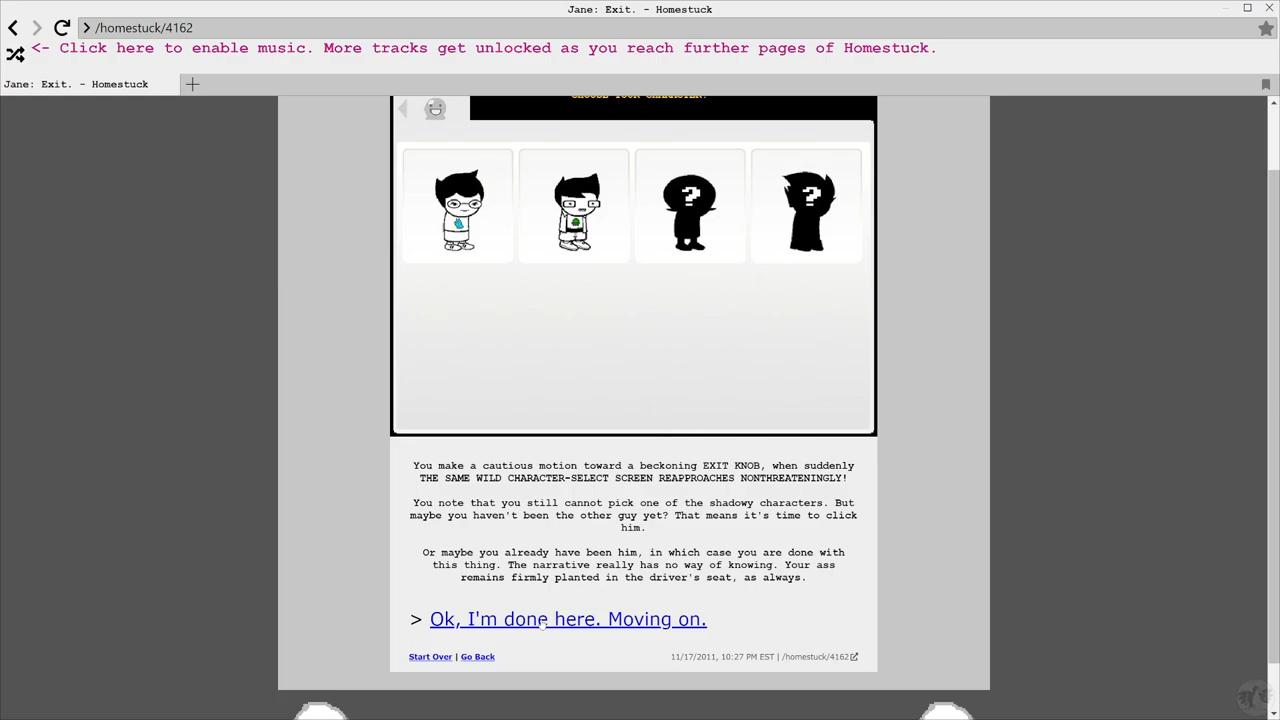 Jane: Exit. - Homestuck
/homestuck/4162
<- Click here to enable music. More tracks get unlocked as you reach further pages of Homestuck.
Jane: Exit. - Homestuck
CHOOSE YOUR CHARACTER.
? ?
You make a cautious motion toward a beckoning EXIT KNOB, when suddenly
THE SAME WILD CHARACTER-SELECT SCREEN REAPPROACHES NONTHREATENINGLY!
You note that you still cannot pick one of the shadowy characters. But
maybe you haven't been the other guy yet? That means it's time to click
him.
Or maybe you already have been him, in which case you are done with
this thing. The narrative really has no way of knowing. Your ass
remains firmly planted in the driver's seat, as always.
> Ok, I'm done here. Moving on.
Start Over | Go Back
11/17/2011, 10:27 PM EST | /homestuck/4162